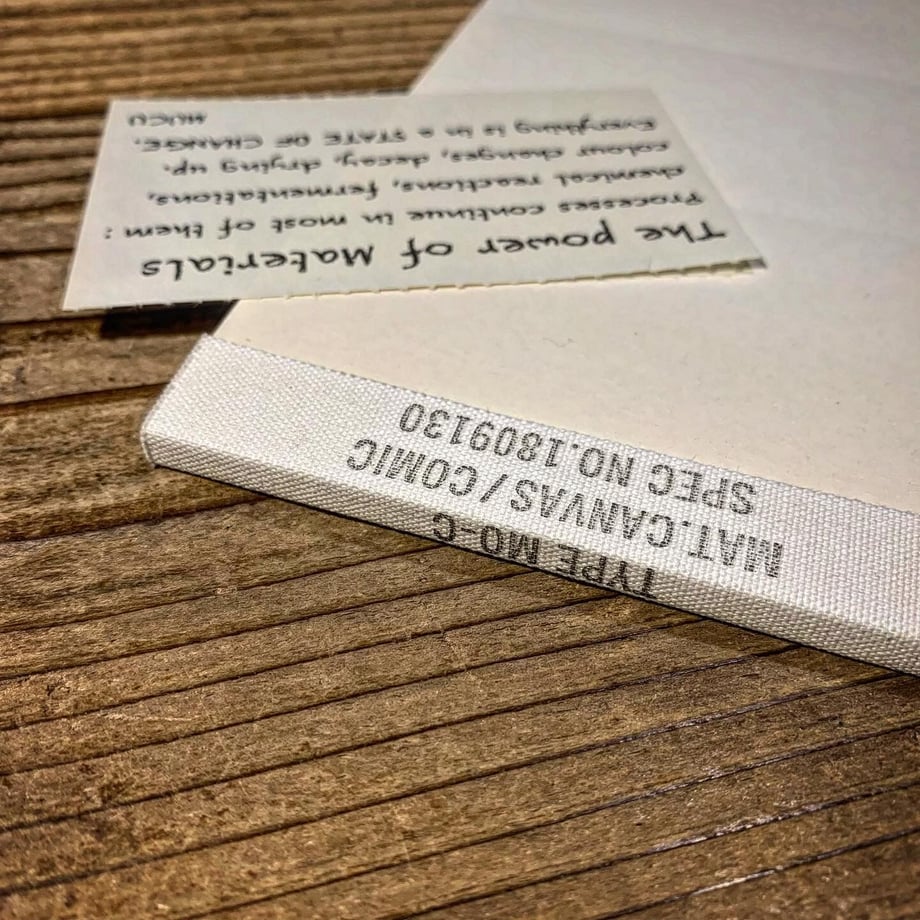 The power of Materials
Processes continue in most of them :
chemical reactions, fermentations,
colour changes, decay, drying up.
Everything is in a STATE OF CHANGE.
MUCU
TYPE MO-C
MAT.CANVAS / COMIC
SPEC NO.1809130